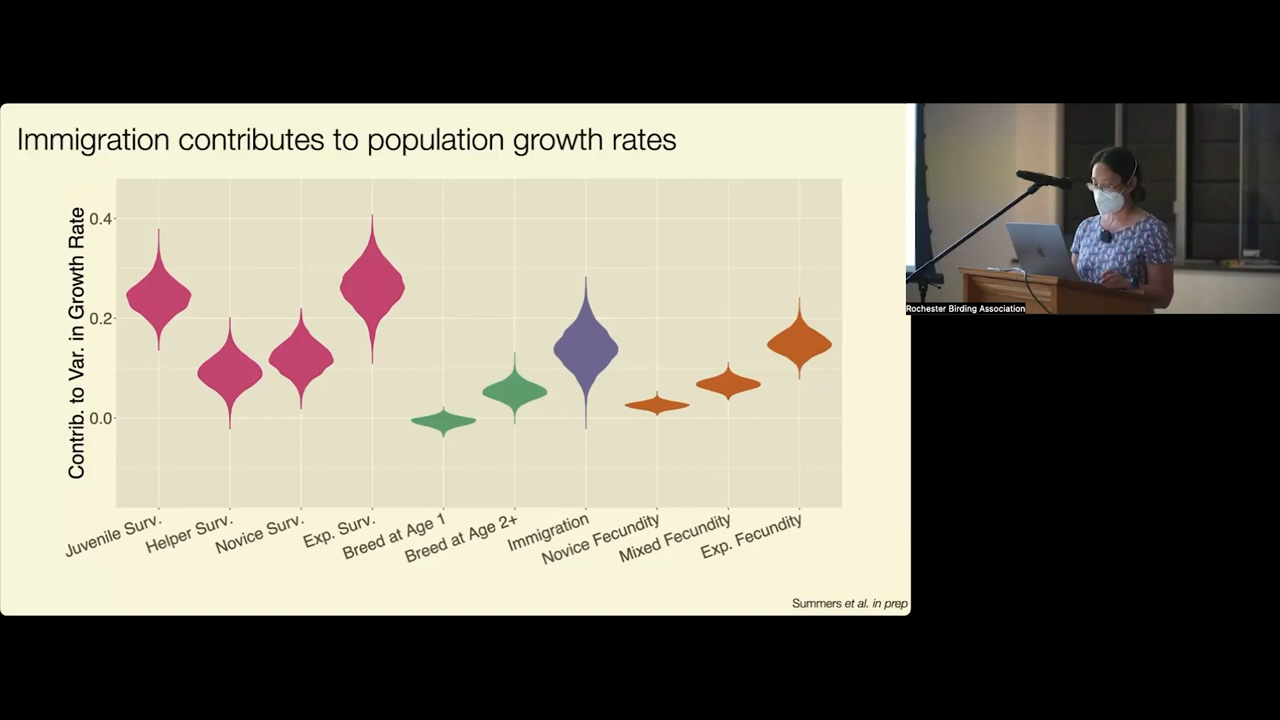 Immigration contributes to population growth rates
Contrib. to Var. in Growth Rate
0.4
0.2
0.0
Juvenile Surv.
Helper Surv.
Novice Surv.
Exp. Surv.
Breed at Age 1
Breed at Age 2+
Immigration
Novice Fecundity
Mixed Fecundity
Exp. Fecundity
Summers et al. in prep
Rochester Birding Association